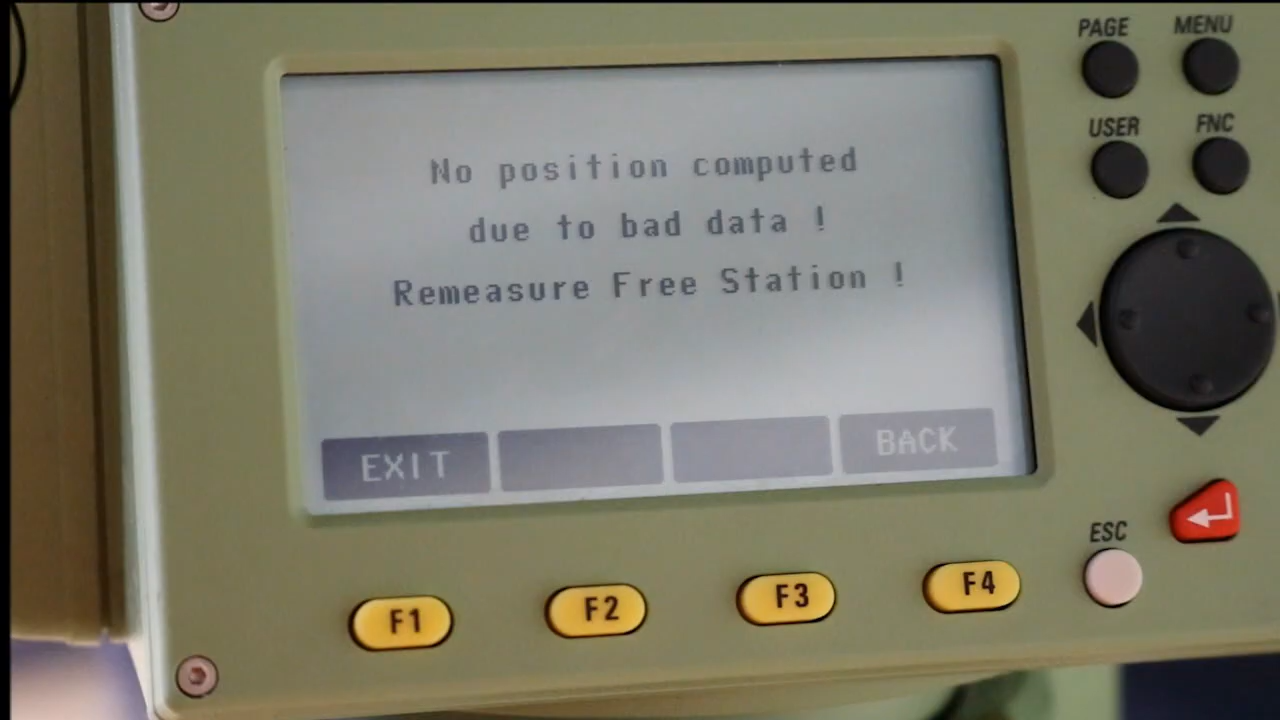 PAGE MENU
USER FNC
No position computed
due to bad data !
Remeasure Free Station !
EXIT BACK
ESC
F1 F2 F3 F4